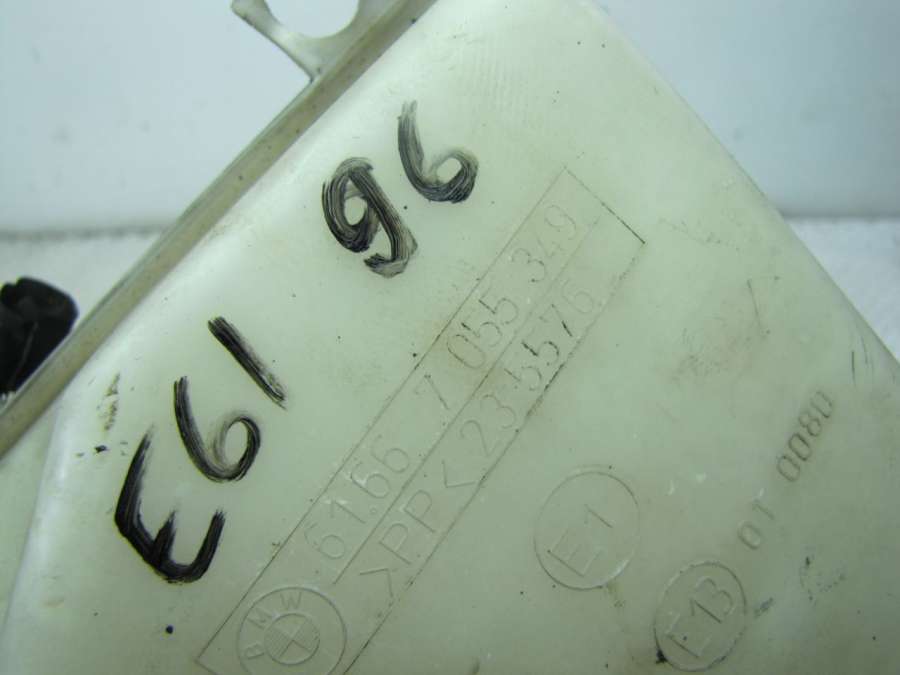 E61 96
61.66 7 055 349
>PP< 23 5576
BMW
E1
E13
01 0080